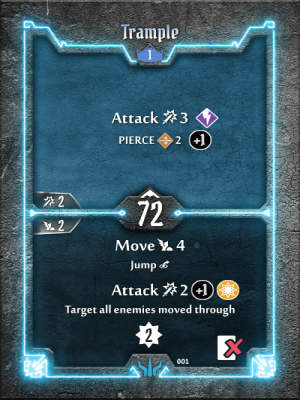 Trample
1
Attack 3
PIERCE 2 +1
2
72
2
Move 4
Jump
Attack 2 +1
Target all enemies moved through
2
001